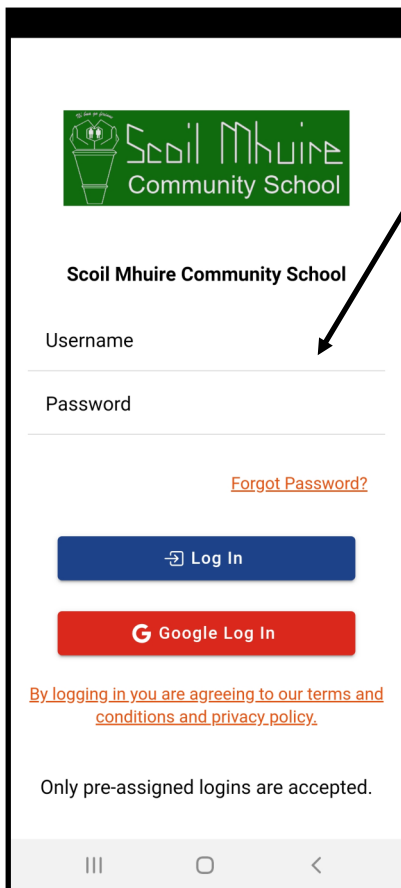 Scoil Mhuire
Community School
Scoil Mhuire Community School
Username
Password
Forgot Password?
Log In
G Google Log In
By logging in you are agreeing to our terms and
conditions and privacy policy.
Only pre-assigned logins are accepted.